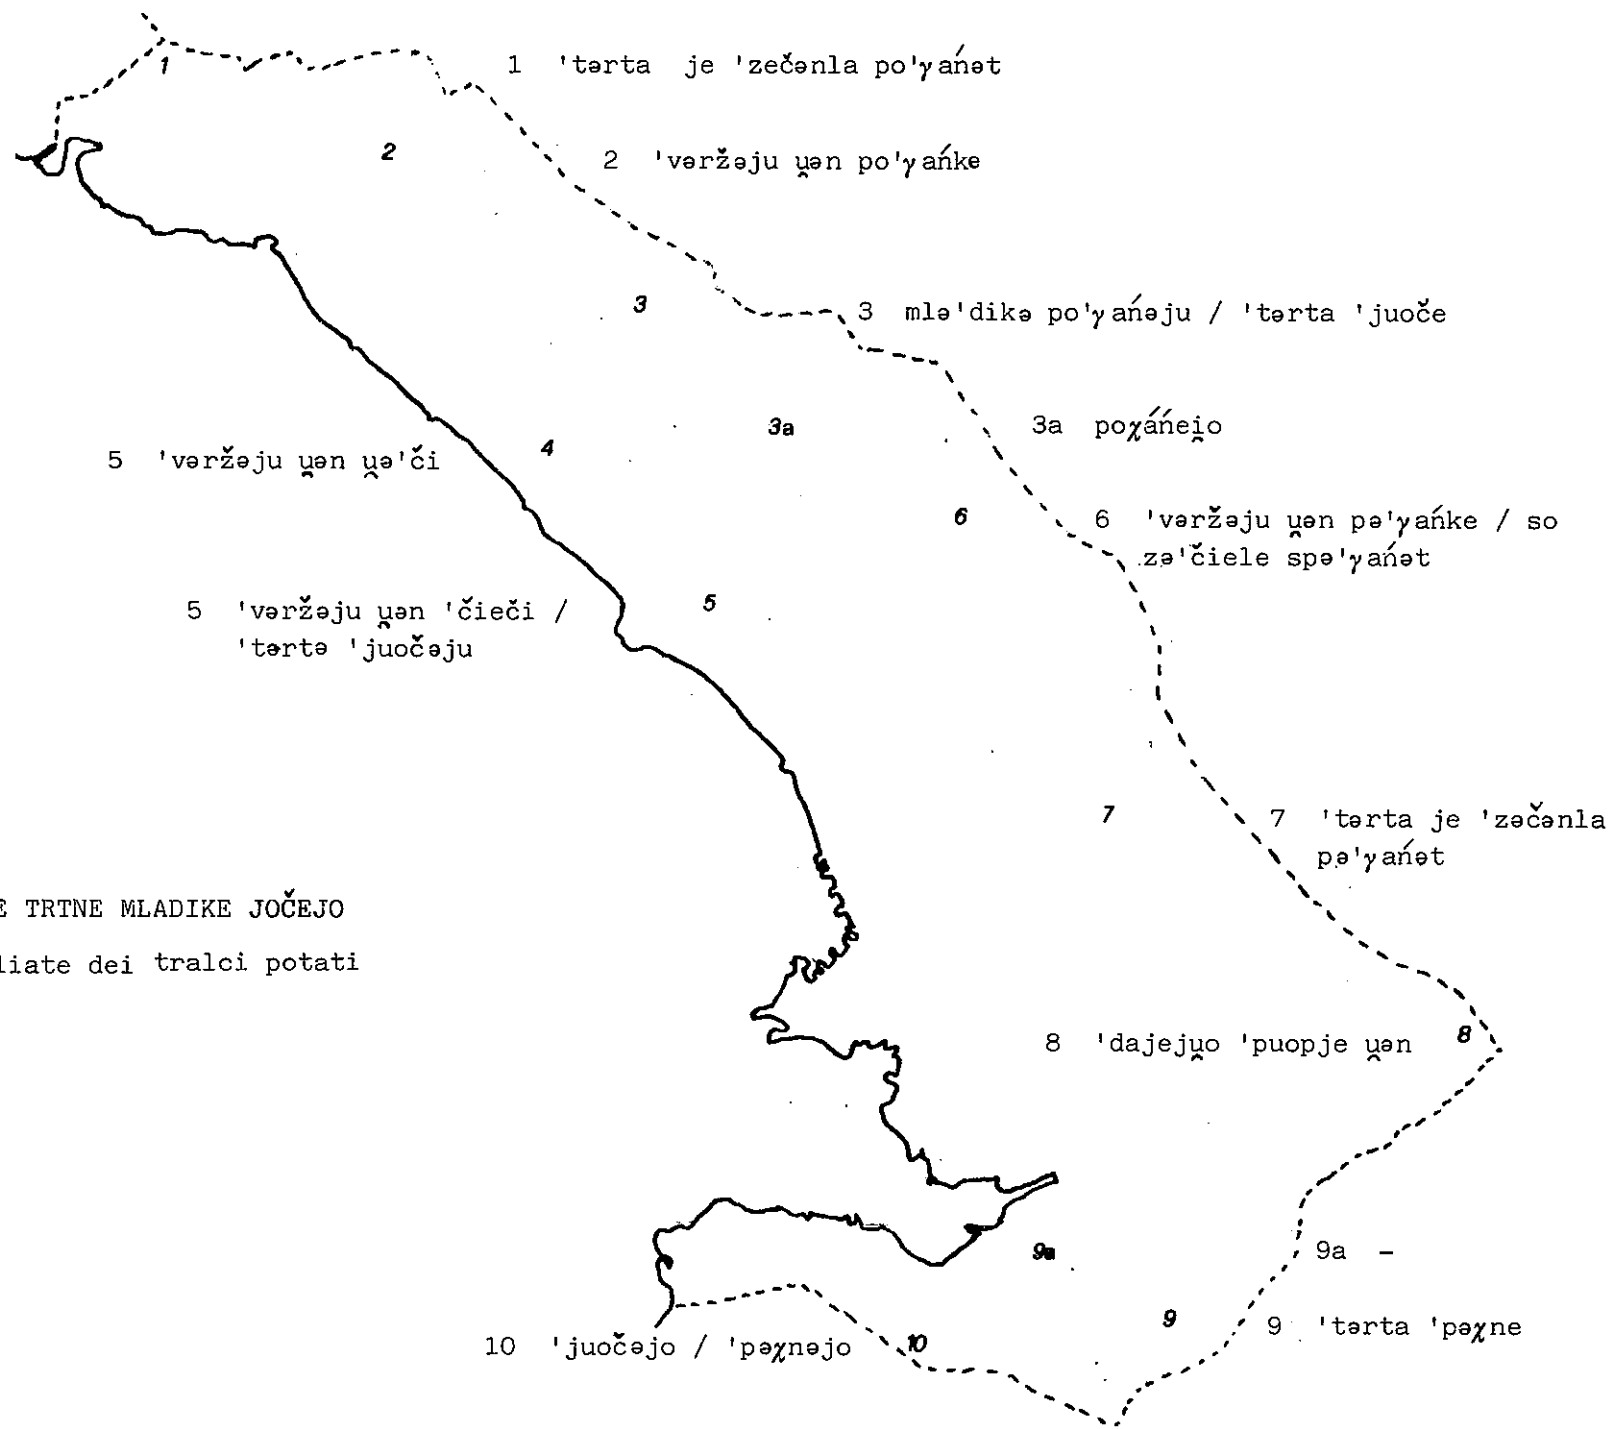 1
1 'tərta je 'zečənla po'γańət
2
2 'vəržəju u̯ən po'γańke
3
3 mlə'dikə po'γańəju / 'tərta 'juoče
3a
3a poχáńei̯o
4
5 'vəržəju u̯ən u̯ə'či
6
6 'vəržəju u̯ən pə'γańke / so
zə'čiele spə'γańət
5
5 'vəržəju u̯ən 'čieči /
'tərtə 'juočəju
7
7 'tərta je 'zəčənla
pə'γańət
E TRTNE MLADIKE JOČEJO
liate dei tralci potati
8
8 'dajeju̯o 'puopje u̯ən
9a
9a –
9
9 'tərta 'pəχne
10
10 'juočəjo / 'pəχnəjo